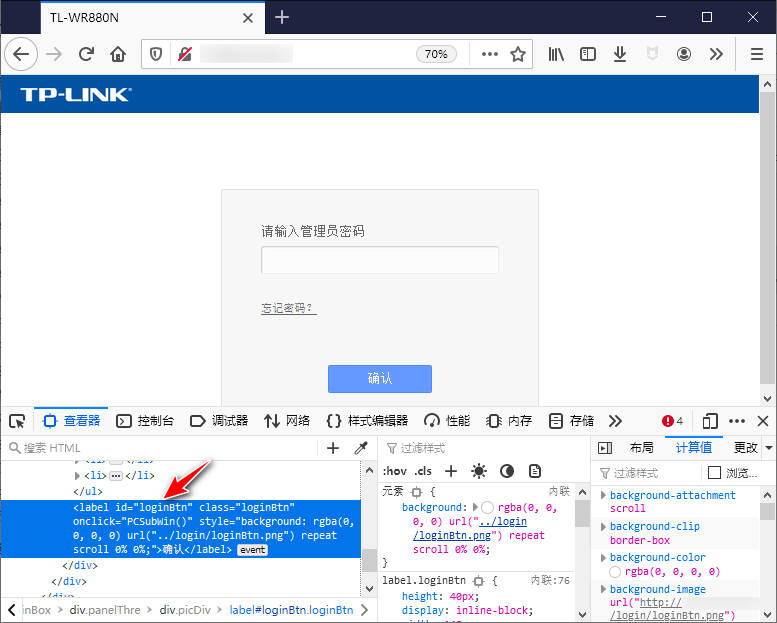 TL-WR880N
70%
TP-LINK
请输入管理员密码
忘记密码？
确认
查看器 控制台 调试器 网络 样式编辑器 性能 内存 存储 4
搜索 HTML
过滤样式
布局 计算值 更改
:hov .cls
过滤样式 浏览...
<li> ··· </li>
</ul>
<label id="loginBtn" class="loginBtn"
onclick="PCSubWin()" style="background: rgba(0,
0, 0, 0) url("../login/loginBtn.png") repeat
scroll 0% 0%;">确认</label> event
</div>
</div>
inBox > div.panelThre > div.picDiv > label#loginBtn.loginBtn
元素 { 内联
background: rgba(0, 0,
0, 0) url("../login
/loginBtn.png") repeat
scroll 0% 0%;
}
label.loginBtn { 内联:76
height: 40px;
display: inline-block;
background-attachment
scroll
background-clip
border-box
background-color
rgba(0, 0, 0, 0)
background-image
url("http://
/login/loginBtn.png")